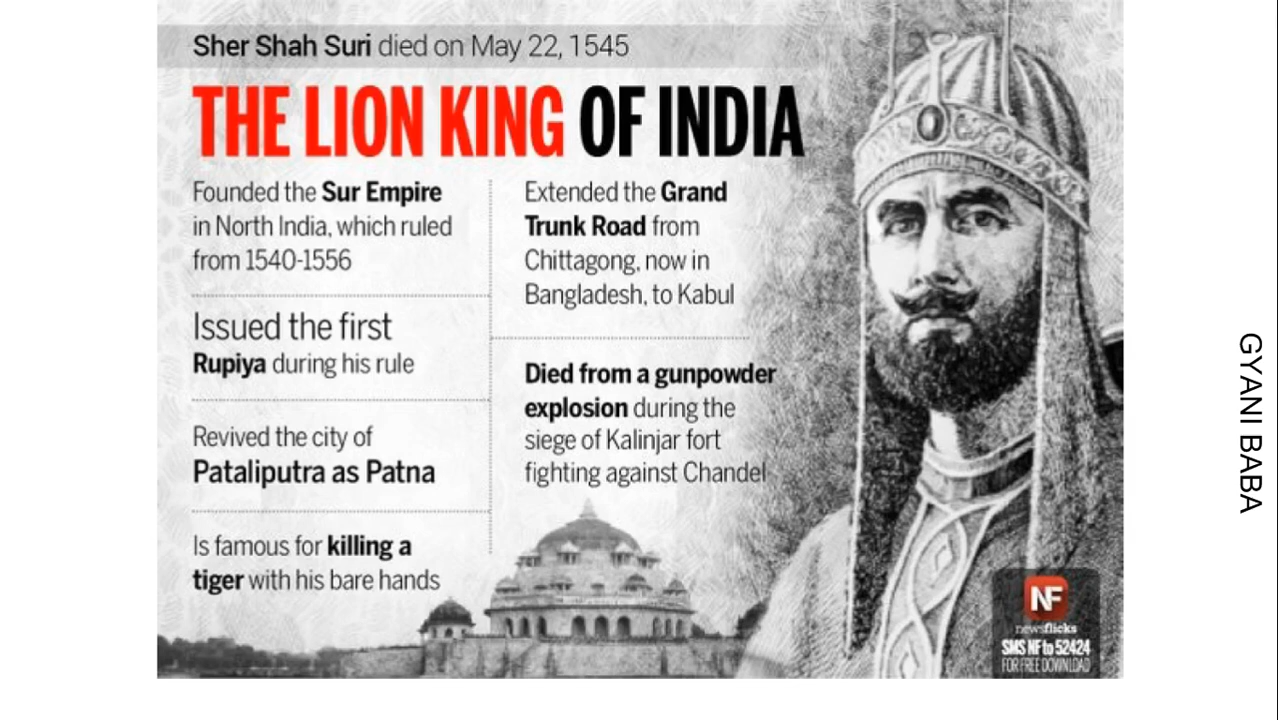 Sher Shah Suri died on May 22, 1545
THE LION KING OF INDIA
Founded the Sur Empire
in North India, which ruled
from 1540-1556
Issued the first
Rupiya during his rule
Revived the city of
Pataliputra as Patna
Is famous for killing a
tiger with his bare hands
Extended the Grand
Trunk Road from
Chittagong, now in
Bangladesh, to Kabul
Died from a gunpowder
explosion during the
siege of Kalinjar fort
fighting against Chandel
NF
newsflicks
SMS NF to 52424
FOR FREE DOWNLOAD
GYANI BABA